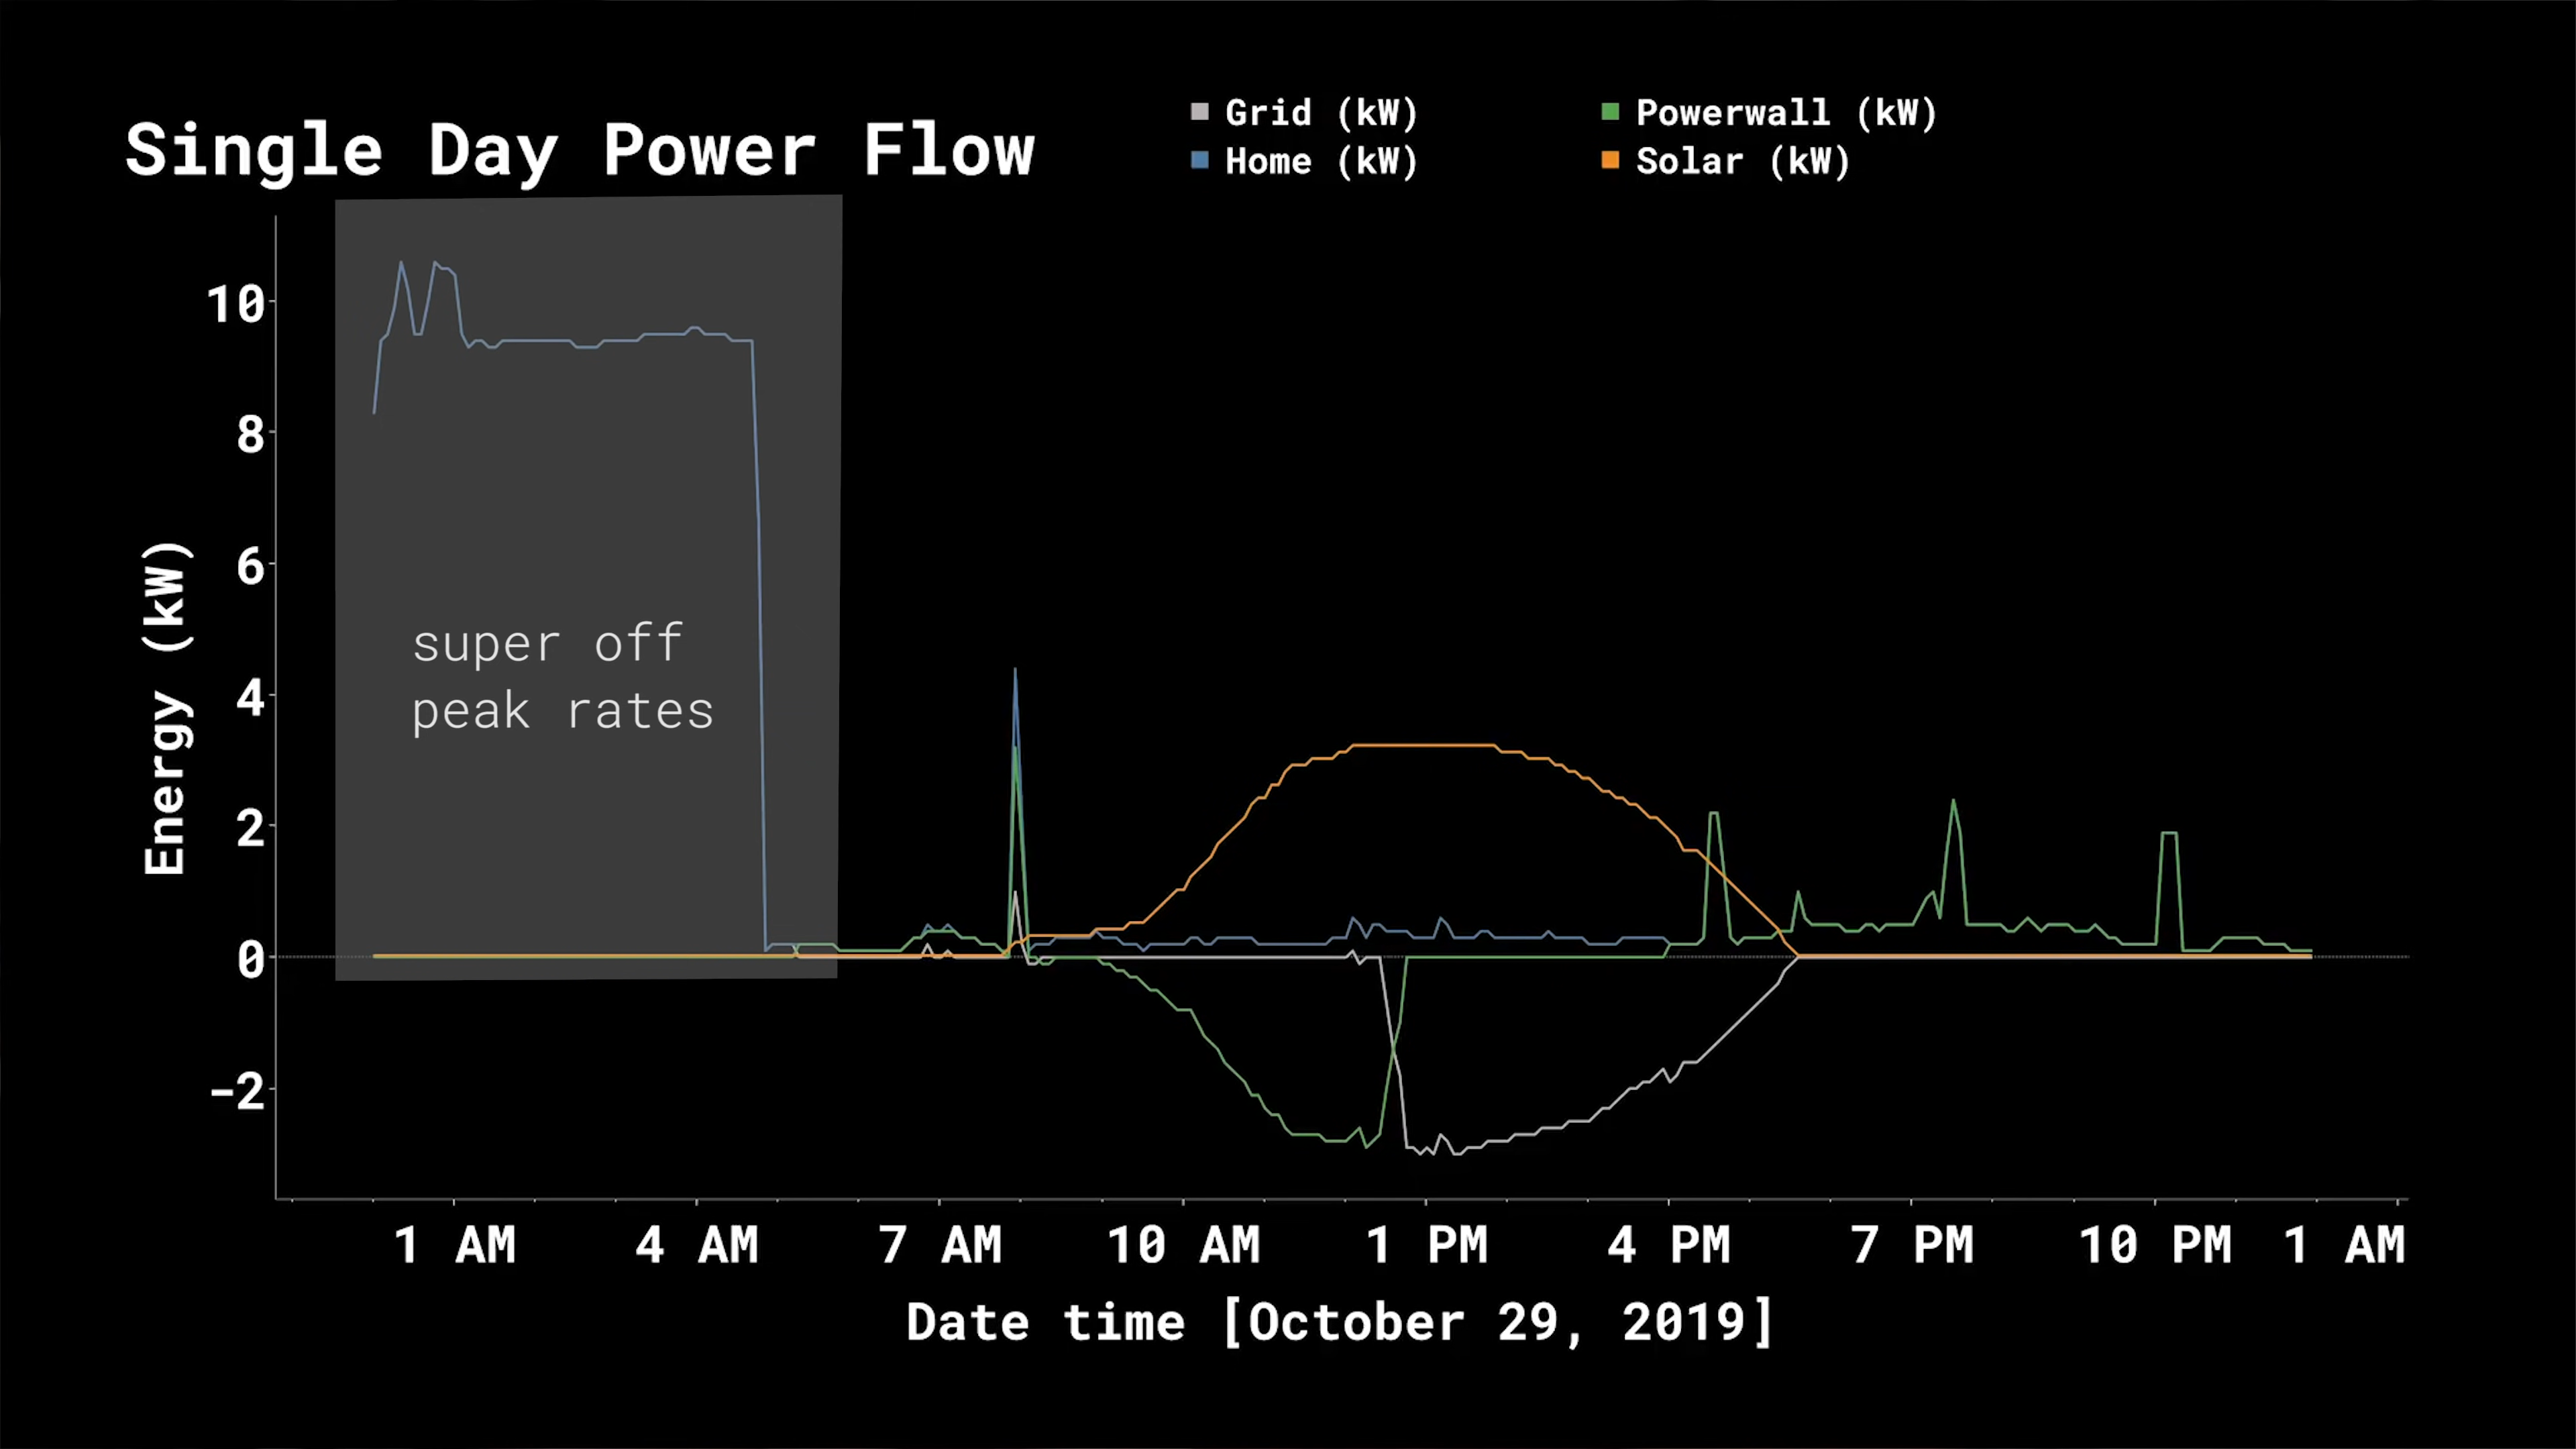 Single Day Power Flow
Grid (kW)
Powerwall (kW)
Home (kW)
Solar (kW)
Energy (kW)
10
8
6
4
2
0
-2
super off
peak rates
1 AM
4 AM
7 AM
10 AM
1 PM
4 PM
7 PM
10 PM
1 AM
Date time [October 29, 2019]